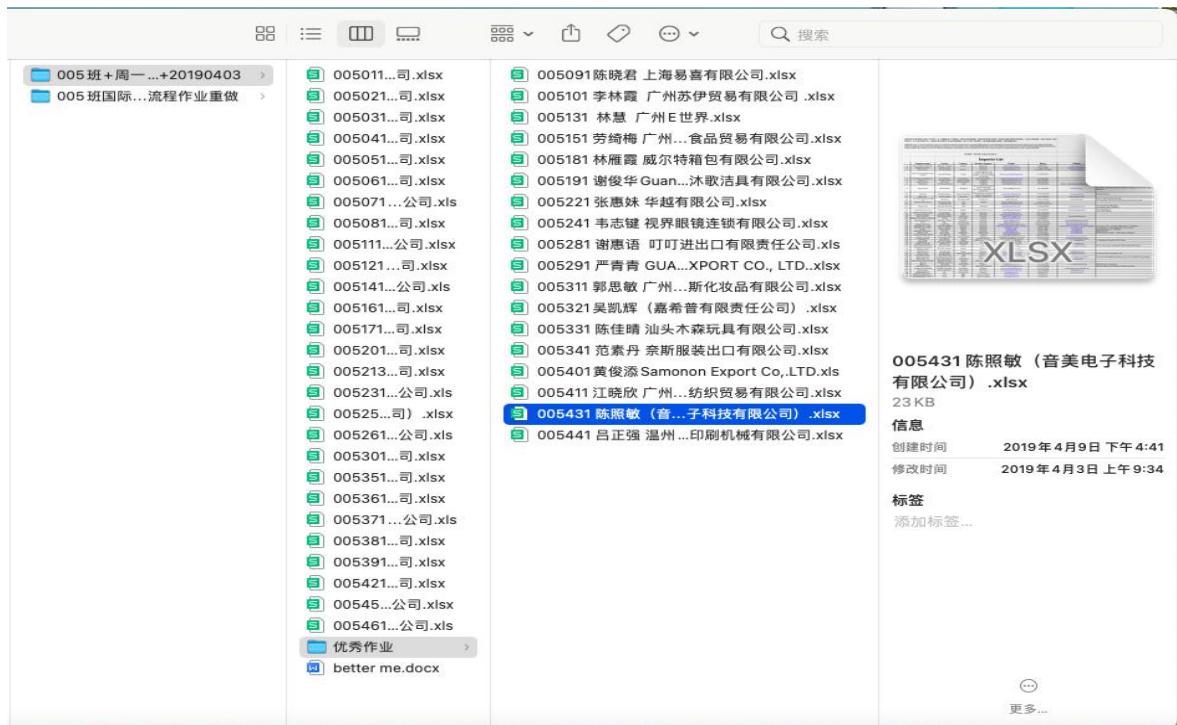 搜索
005班+周一...+20190403
005班国际...流程作业重做
005011...司.xlsx
005021...司.xlsx
005031...司.xlsx
005041...司.xlsx
005051...司.xlsx
005061...司.xlsx
005071...公司.xls
005081...司.xlsx
005111...公司.xlsx
005121...司.xlsx
005141...公司.xls
005161...司.xlsx
005171...司.xlsx
005201...司.xlsx
005213...司.xlsx
005231...公司.xls
00525...司）.xlsx
005261...公司.xls
005301...司.xlsx
005351...司.xlsx
005361...司.xlsx
005371...公司.xls
005381...司.xlsx
005391...司.xlsx
005421...司.xlsx
00545...公司.xlsx
005461...公司.xls
优秀作业
better me.docx
005091陈晓君 上海易喜有限公司.xlsx
005101 李林霞 广州苏伊贸易有限公司 .xlsx
005131 林慧 广州E世界.xlsx
005151 劳绮梅 广州...食品贸易有限公司.xlsx
005181 林雁霞 威尔特箱包有限公司.xlsx
005191 谢俊华 Guan...沐歌洁具有限公司.xlsx
005221 张惠妹 华越有限公司.xlsx
005241 韦志键 视界眼镜连锁有限公司.xlsx
005281 谢惠语 叮叮进出口有限责任公司.xls
005291 严青青 GUA...XPORT CO., LTD..xlsx
005311 郭思敏 广州...斯化妆品有限公司.xlsx
005321吴凯辉（嘉希普有限责任公司）.xlsx
005331 陈佳晴 汕头木森玩具有限公司.xlsx
005341 范素丹 奈斯服装出口有限公司.xlsx
005401黄俊添Samonon Export Co,.LTD.xls
005411 江晓欣 广州...纺织贸易有限公司.xlsx
005431 陈照敏（音...子科技有限公司）.xlsx
005441 吕正强 温州...印刷机械有限公司.xlsx
XLSX
005431 陈照敏（音美电子科技
有限公司）.xlsx
23 KB
信息
创建时间 2019年4月9日 下午4:41
修改时间 2019年4月3日 上午9:34
标签
添加标签...
更多...